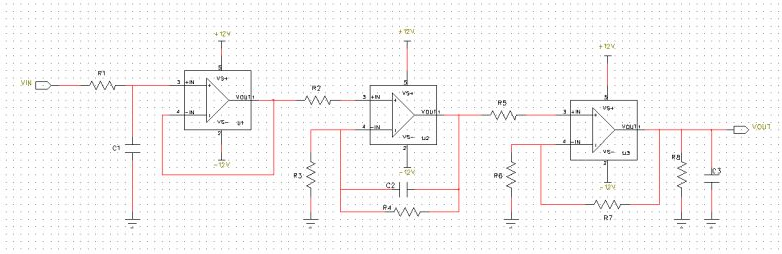 +12V
+12V
+12V
VIN
R1
3
+IN
5
VS+
4
-IN
VOUT
1
VS-
2
U1
-12V
C1
R2
3
+IN
5
VS+
4
-IN
VOUT
1
VS-
2
U2
-12V
R3
C2
R4
R5
3
+IN
5
VS+
4
-IN
VOUT
1
VS-
2
U3
-12V
R6
R7
R8
C3
VOUT